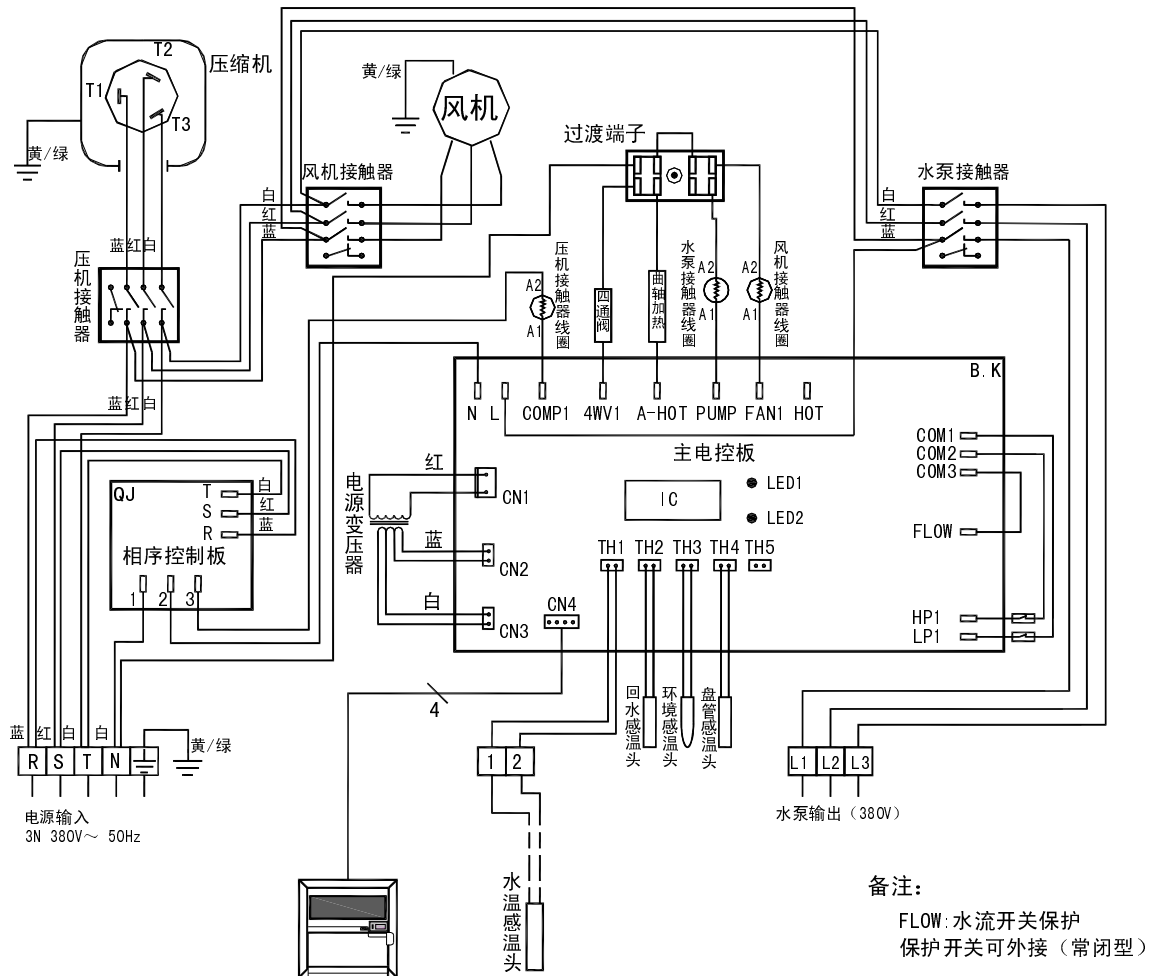 T2
压缩机
T1
T3
黄/绿
黄/绿
风机
过渡端子
风机接触器
水泵接触器
白
红
蓝
白
红
蓝
蓝红白
压机接触器
A2
A1
压机接触器线圈
四通阀
曲轴加热
水泵接触器线圈
A2
A1
A2
A1
风机接触器线圈
B.K
N
L
COMP1
4WV1
A-HOT
PUMP
FAN1
HOT
蓝红白
主电控板
COM1
COM2
COM3
FLOW
HP1
LP1
IC
LED1
LED2
电源变压器
红
CN1
蓝
CN2
白
CN3
CN4
TH1
TH2
TH3
TH4
TH5
QJ
T
S
R
白
红
蓝
相序控制板
1
2
3
4
回水感温头
环境感温头
盘管感温头
蓝
红
白
白
黄/绿
R
S
T
N
电源输入
3N 380V～ 50Hz
1
2
水温感温头
L1
L2
L3
水泵输出（380V）
备注：
FLOW:水流开关保护
保护开关可外接（常闭型）